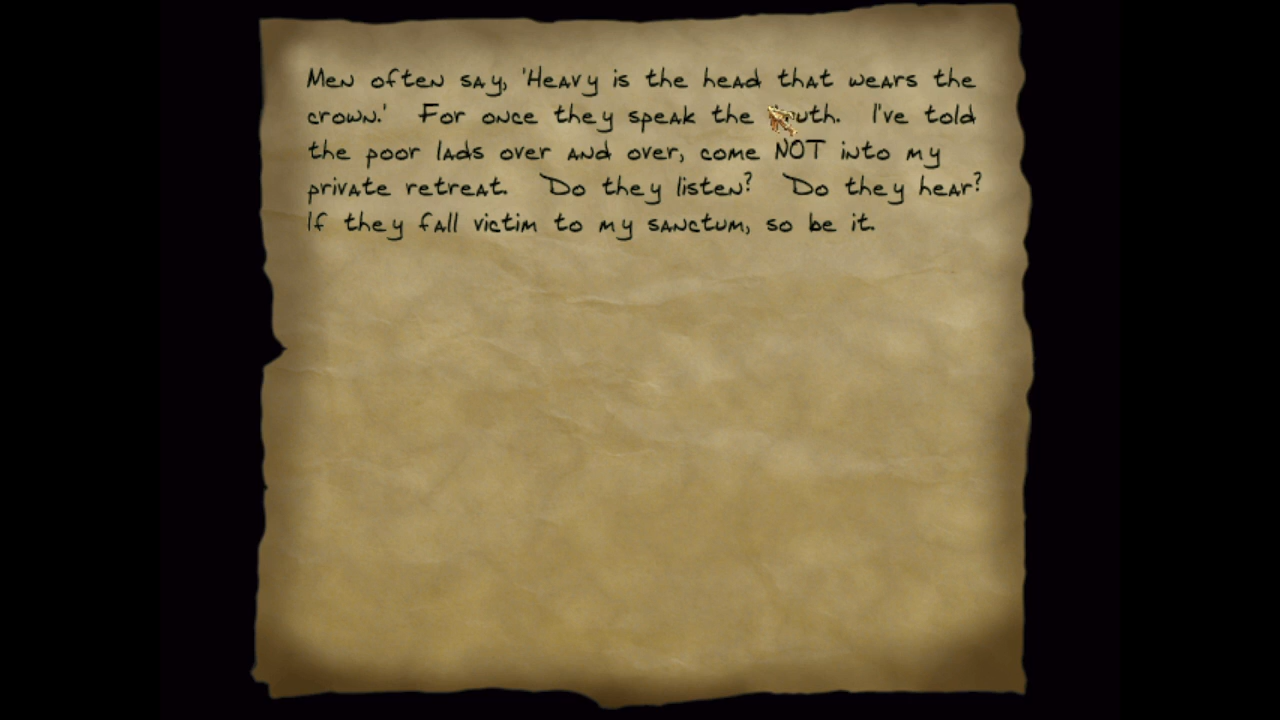 Men often say, 'Heavy is the head that wears the
crown.'  For once they speak the truth.  I've told
the poor lads over and over, come NOT into my
private retreat.  Do they listen?  Do they hear?
If they fall victim to my sanctum, so be it.